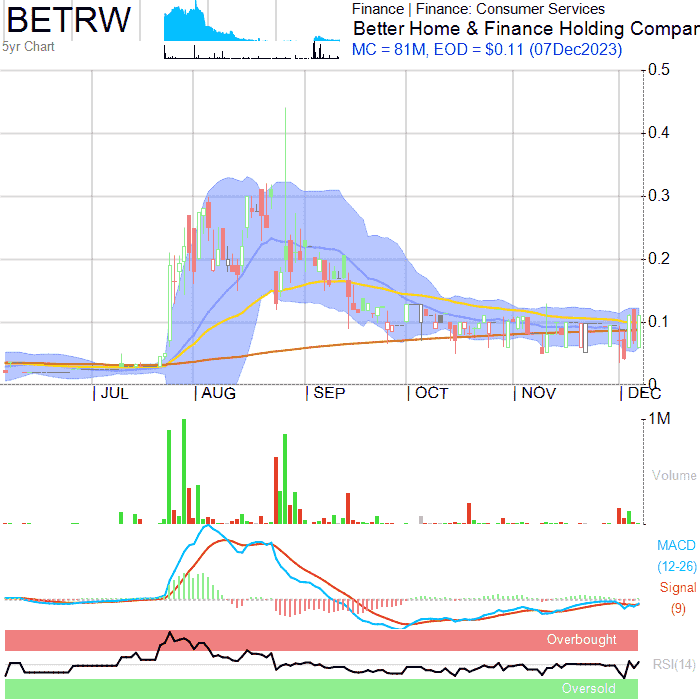 BETRW
5yr Chart
Finance | Finance: Consumer Services
Better Home & Finance Holding Compan
MC = 81M, EOD = $0.11 (07Dec2023)
0.5
0.4
0.3
0.2
0.1
0
JUL AUG SEP OCT NOV DEC
1M
Volume
MACD
(12-26)
Signal
(9)
Overbought
RSI(14)
Oversold